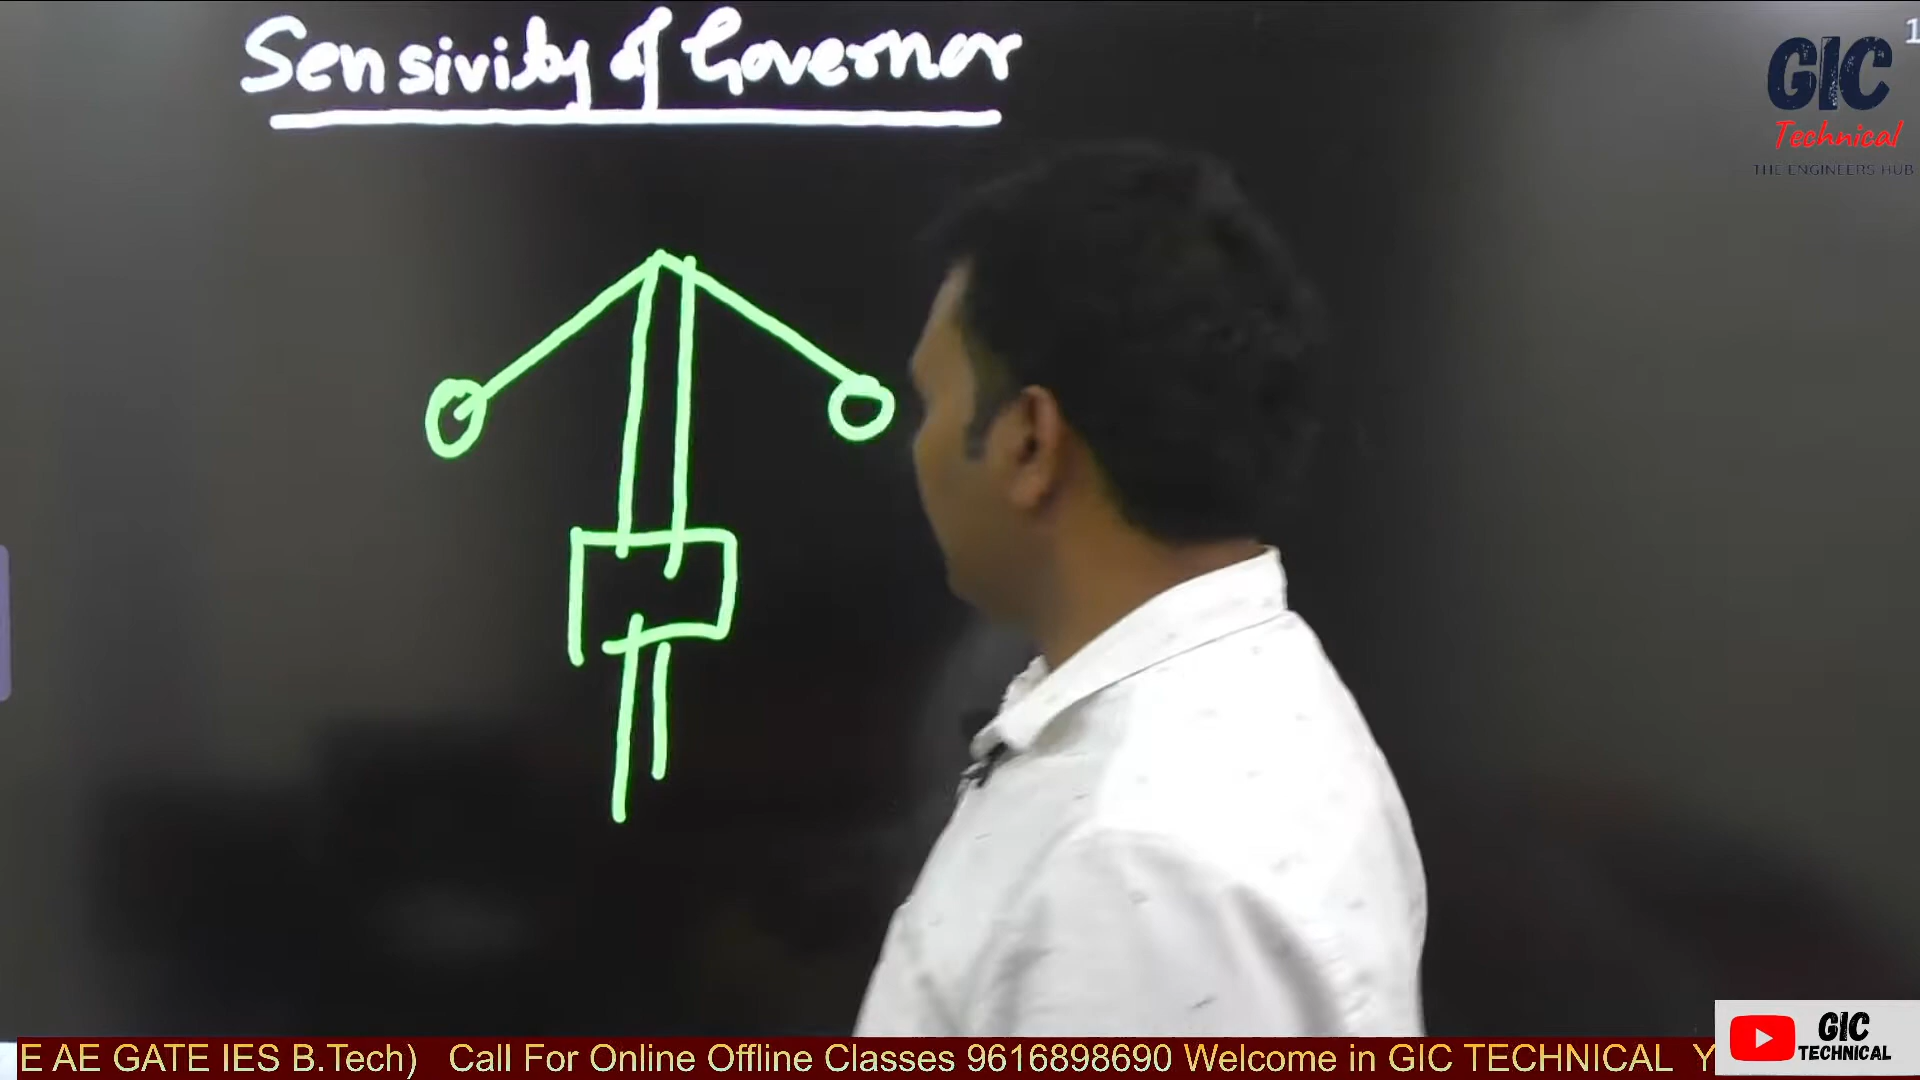 Sensivity of Governor
1
GIC
Technical
THE ENGINEERS HUB
E AE GATE IES B.Tech) Call For Online Offline Classes 9616898690 Welcome in GIC TECHNICAL Y
GIC
TECHNICAL